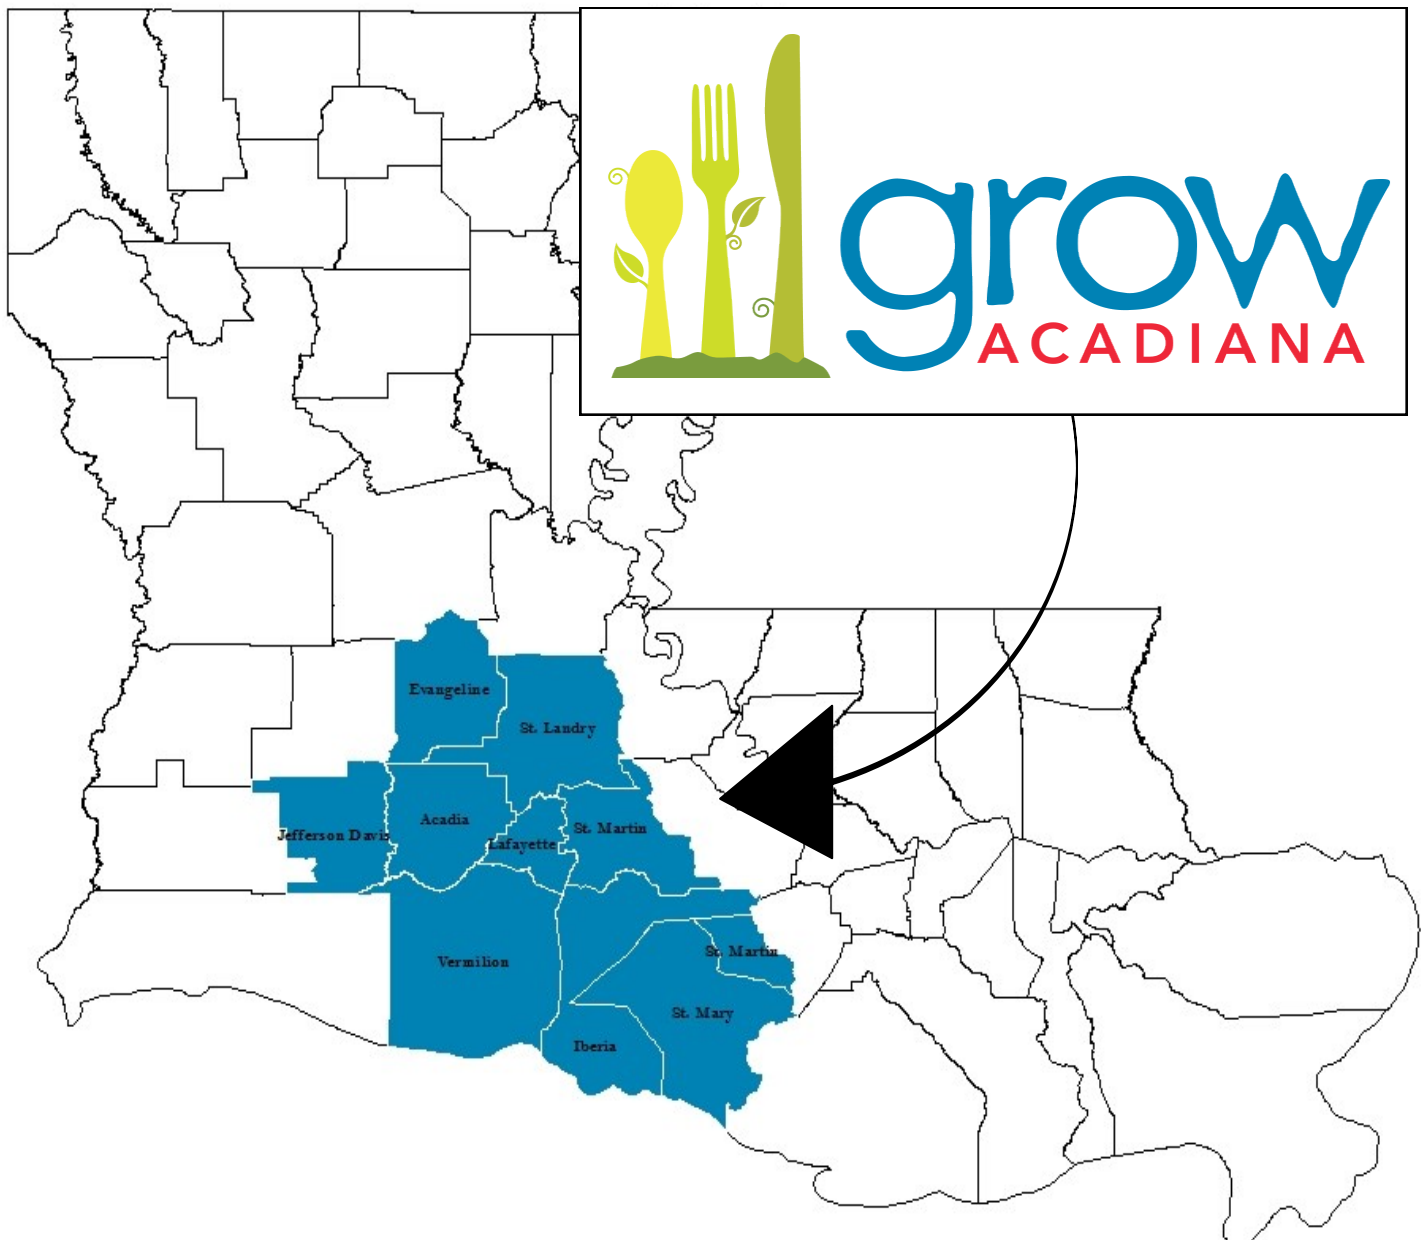 grow
ACADIANA
Evangeline
St. Landry
Jefferson Davis
Acadia
Lafayette
St. Martin
Vermilion
St. Martin
St. Mary
Iberia